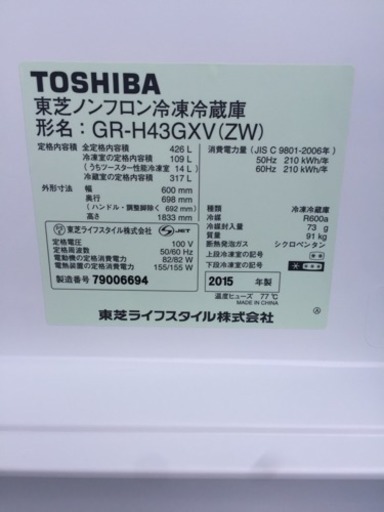 TOSHIBA
東芝ノンフロン冷凍冷蔵庫
形名：GR-H43GXV(ZW)
定格内容積 全定格内容積 426 L
冷凍室の定格内容積 109 L
(うちブースター性能冷凍室 14 L)
冷蔵室の定格内容積 317 L
外形寸法 幅 600 mm
奥行 698 mm
(ハンドル・調整脚除く 692 mm)
高さ 1833 mm
東芝ライフスタイル株式会社 JET
定格電圧 100 V
定格周波数 50/60 Hz
電動機の定格消費電力 82/82 W
電熱装置の定格消費電力 155/155 W
製造番号 79006694
消費電力量(JIS C 9801-2006年)
50Hz 210 kWh/年
60Hz 210 kWh/年
種類 冷凍冷蔵庫
冷媒 R600a
冷媒封入量 73 g
質量 91 kg
断熱発泡ガス シクロペンタン
上段冷凍室の記号
下段冷凍室の記号
2015 年製
温度ヒューズ 77℃
MADE IN CHINA
東芝ライフスタイル株式会社